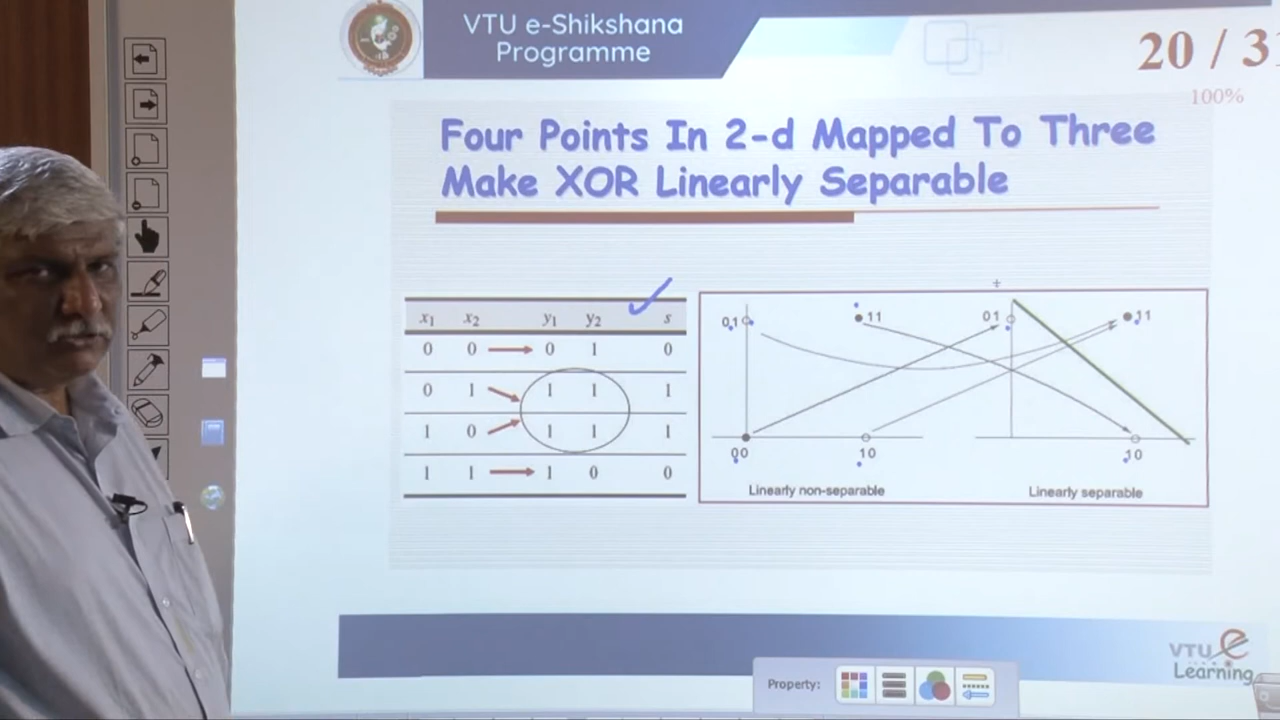 VTU e-Shikshana
Programme
20 / 31
100%
Four Points In 2-d Mapped To Three
Make XOR Linearly Separable
x1 x2 y1 y2 s
0 0 0 1 0
0 1 1 1 1
1 0 1 1 1
1 1 1 0 0
01 11 01 11
00 10 10
Linearly non-separable Linearly separable
VTU e
Learning
Property: